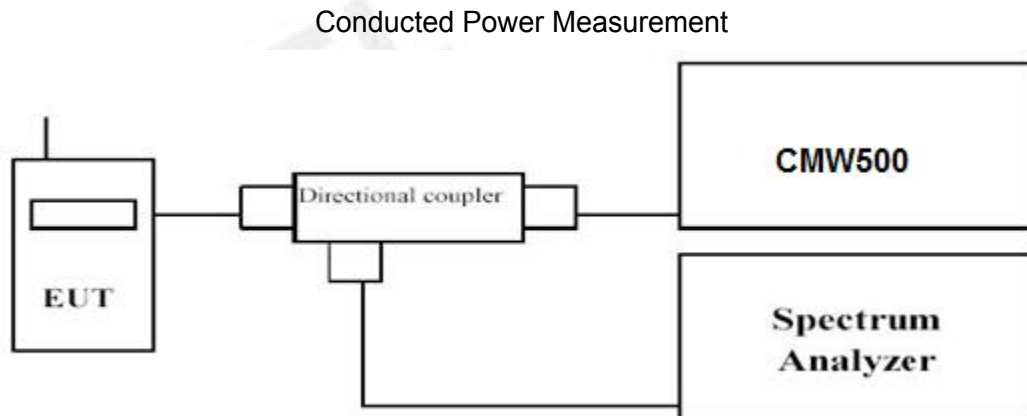 Conducted Power Measurement
CMW500
Directional coupler
EUT
Spectrum
Analyzer